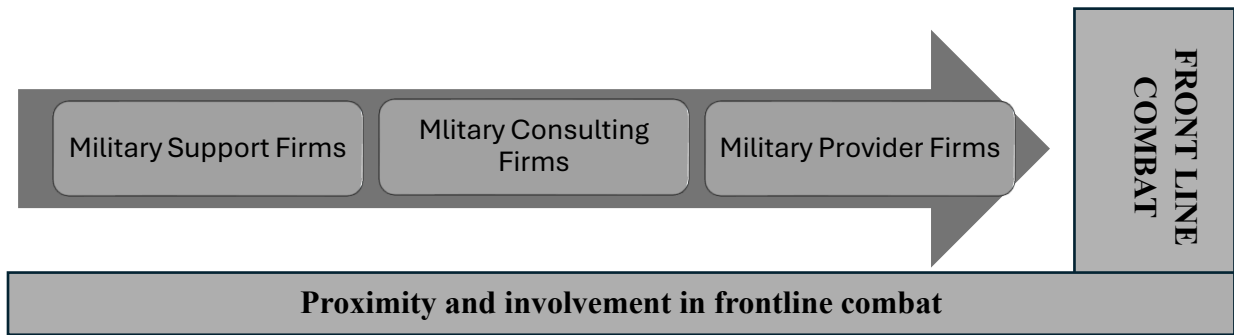 Military Support Firms
Mlitary Consulting
Firms
Military Provider Firms
FRONT LINE
COMBAT
Proximity and involvement in frontline combat